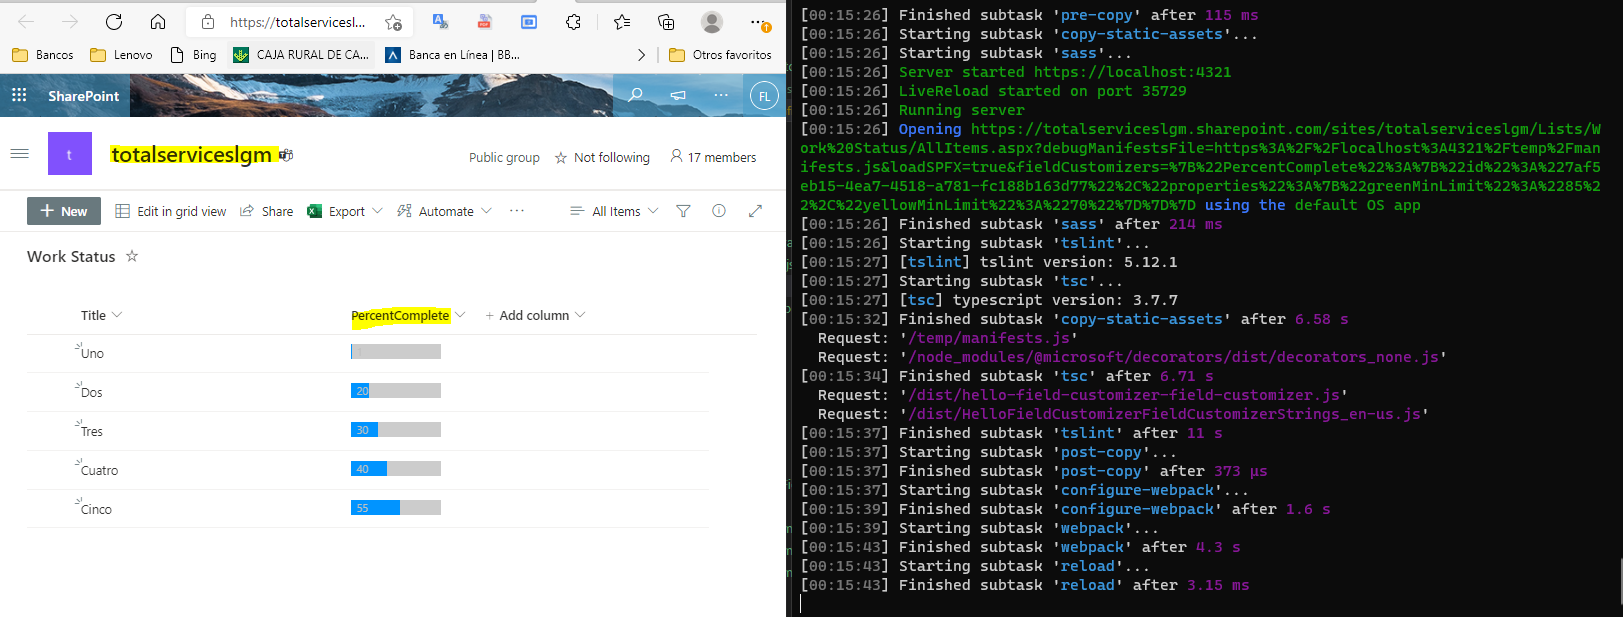 https://totalservicesl...
Bancos Lenovo Bing CAJA RURAL DE CA... Banca en Línea | BB... Otros favoritos
SharePoint FL
t totalserviceslgm Public group Not following 17 members
+ New Edit in grid view Share Export Automate ... All Items
Work Status
Title PercentComplete + Add column
Uno
Dos 20
Tres 30
Cuatro 40
Cinco 55
[00:15:26] Finished subtask 'pre-copy' after 115 ms
[00:15:26] Starting subtask 'copy-static-assets'...
[00:15:26] Starting subtask 'sass'...
[00:15:26] Server started https://localhost:4321
[00:15:26] LiveReload started on port 35729
[00:15:26] Running server
[00:15:26] Opening https://totalserviceslgm.sharepoint.com/sites/totalserviceslgm/Lists/W
ork%20Status/AllItems.aspx?debugManifestsFile=https%3A%2F%2Flocalhost%3A4321%2Ftemp%2Fman
ifests.js&loadSPFX=true&fieldCustomizers=%7B%22PercentComplete%22%3A%7B%22id%22%3A%227af5
eb15-4ea7-4518-a781-fc188b163d77%22%2C%22properties%22%3A%7B%22greenMinLimit%22%3A%2285%2
2%2C%22yellowMinLimit%22%3A%2270%22%7D%7D%7D using the default OS app
[00:15:26] Finished subtask 'sass' after 214 ms
[00:15:26] Starting subtask 'tslint'...
[00:15:27] [tslint] tslint version: 5.12.1
[00:15:27] Starting subtask 'tsc'...
[00:15:27] [tsc] typescript version: 3.7.7
[00:15:32] Finished subtask 'copy-static-assets' after 6.58 s
Request: '/temp/manifests.js'
Request: '/node_modules/@microsoft/decorators/dist/decorators_none.js'
[00:15:34] Finished subtask 'tsc' after 6.71 s
Request: '/dist/hello-field-customizer-field-customizer.js'
Request: '/dist/HelloFieldCustomizerFieldCustomizerStrings_en-us.js'
[00:15:37] Finished subtask 'tslint' after 11 s
[00:15:37] Starting subtask 'post-copy'...
[00:15:37] Finished subtask 'post-copy' after 373 μs
[00:15:37] Starting subtask 'configure-webpack'...
[00:15:39] Finished subtask 'configure-webpack' after 1.6 s
[00:15:39] Starting subtask 'webpack'...
[00:15:43] Finished subtask 'webpack' after 4.3 s
[00:15:43] Starting subtask 'reload'...
[00:15:43] Finished subtask 'reload' after 3.15 ms